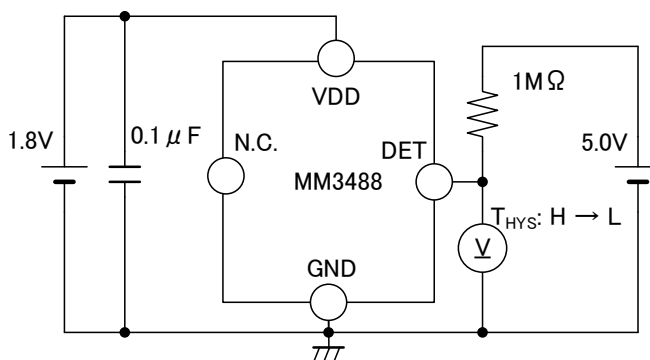 1MΩ
VDD
1.8V
0.1μF
N.C.
DET
5.0V
MM3488
THYS: H → L
V
GND